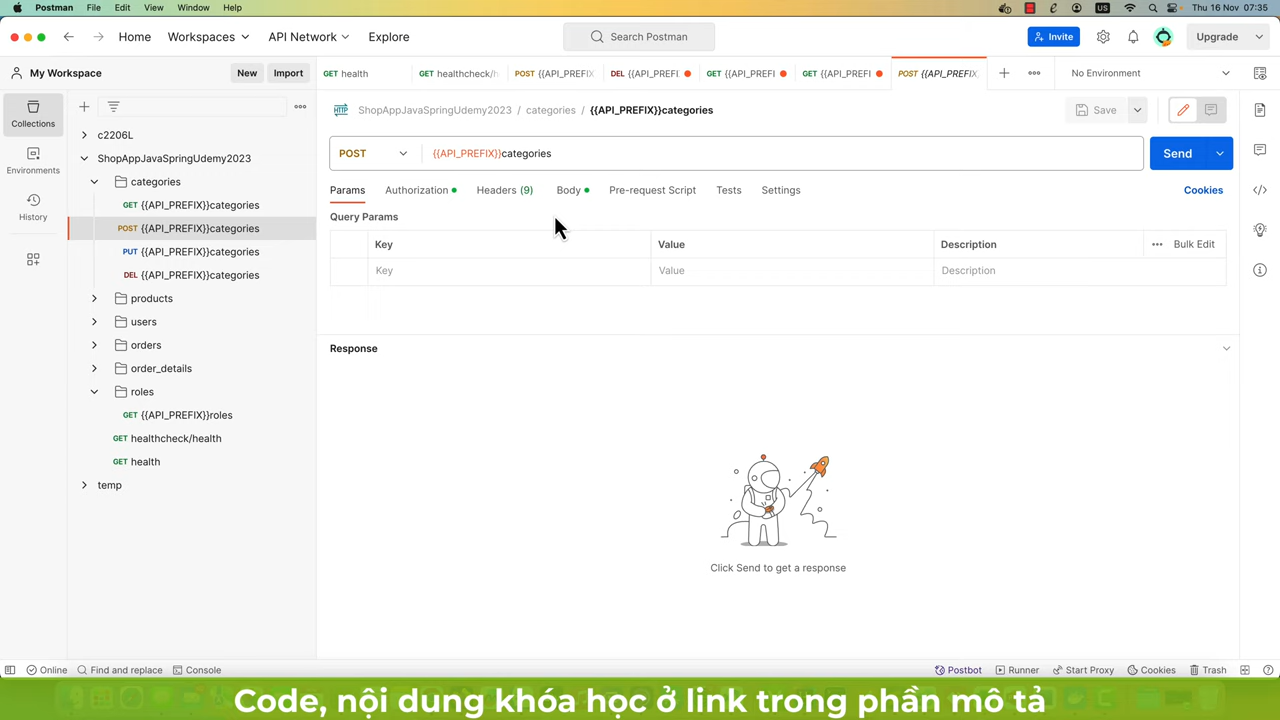 Postman File Edit View Window Help US Thu 16 Nov 07:35
Home Workspaces API Network Explore Search Postman Invite Upgrade
My Workspace New Import GET health GET healthcheck/h POST {{API_PREFIX DEL {{API_PREFI. GET {{API_PREFI GET {{API_PREFI POST {{API_PREFIX. No Environment
Collections
Environments
History
c2206L
ShopAppJavaSpringUdemy2023
categories
GET {{API_PREFIX}}categories
POST {{API_PREFIX}}categories
PUT {{API_PREFIX}}categories
DEL {{API_PREFIX}}categories
products
users
orders
order_details
roles
GET {{API_PREFIX}}roles
GET healthcheck/health
GET health
temp
HTTP ShopAppJavaSpringUdemy2023 / categories / {{API_PREFIX}}categories Save
POST {{API_PREFIX}}categories Send
Params Authorization Headers (9) Body Pre-request Script Tests Settings Cookies
Query Params
Key Value Description Bulk Edit
Key Value Description
Response
Click Send to get a response
Online Find and replace Console Postbot Runner Start Proxy Cookies Trash
Code, nội dung khóa học ở link trong phần mô tả